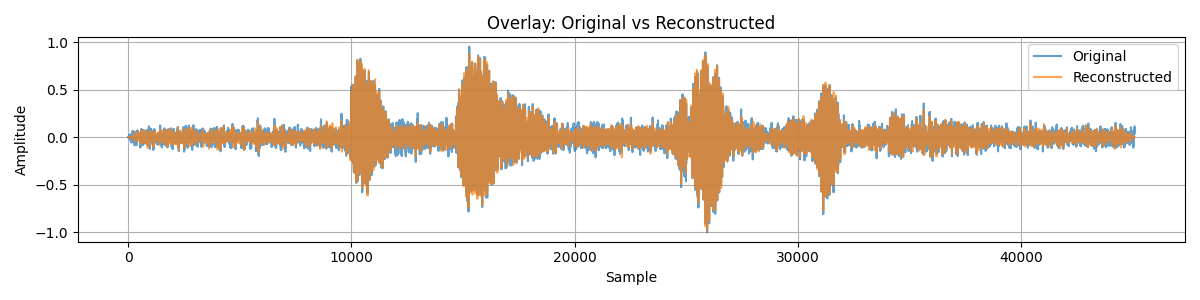 Overlay: Original vs Reconstructed
Original
Reconstructed
Amplitude
1.0
0.5
0.0
−0.5
−1.0
0 10000 20000 30000 40000
Sample